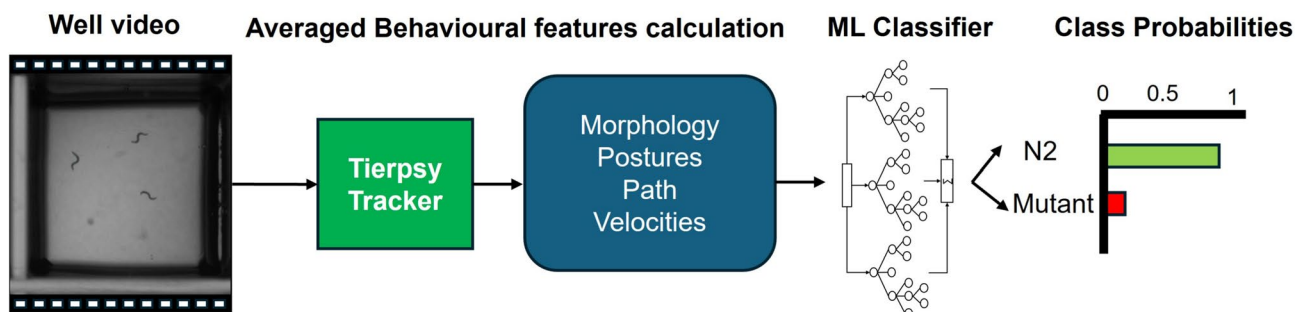 Well video
Averaged Behavioural features calculation
ML Classifier
Class Probabilities
Tierpsy
Tracker
Morphology
Postures
Path
Velocities
Σ
0 0.5 1
N2
Mutant